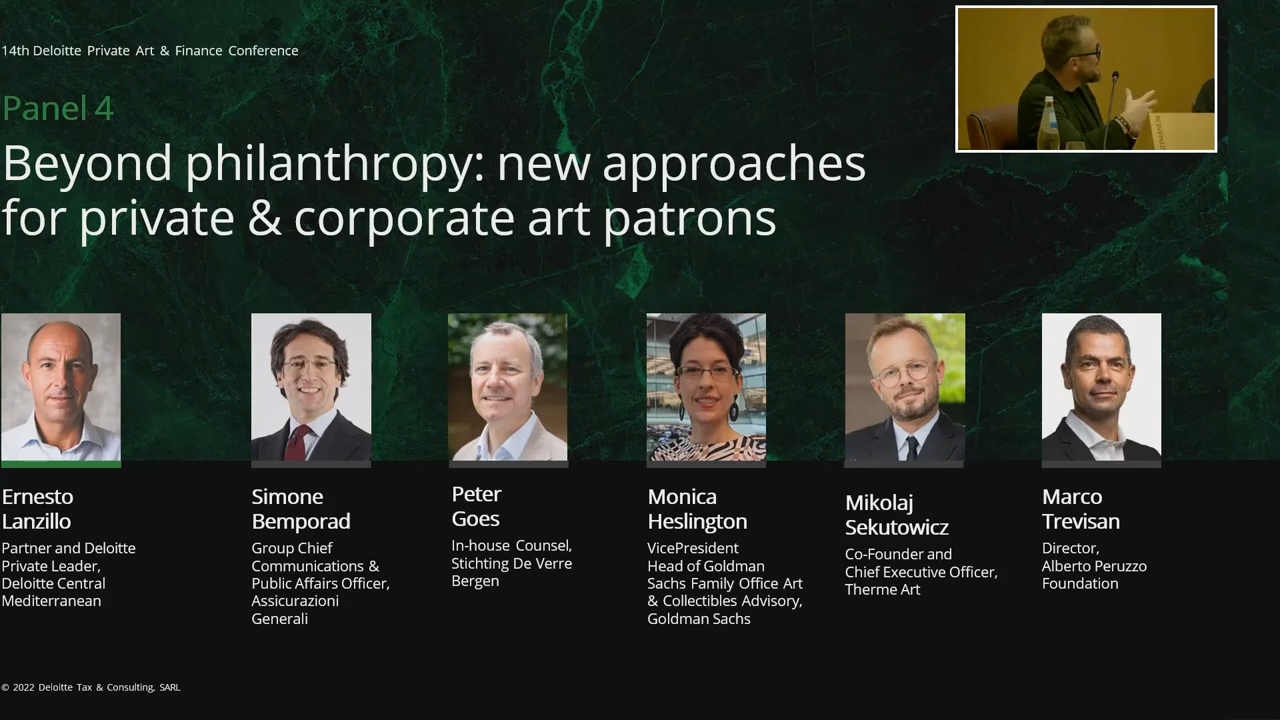 14th Deloitte Private Art & Finance Conference
Panel 4
Beyond philanthropy: new approaches
for private & corporate art patrons
Ernesto
Lanzillo
Partner and Deloitte
Private Leader,
Deloitte Central
Mediterranean
Simone
Bemporad
Group Chief
Communications &
Public Affairs Officer,
Assicurazioni
Generali
Peter
Goes
In-house Counsel,
Stichting De Verre
Bergen
Monica
Heslington
VicePresident
Head of Goldman
Sachs Family Office Art
& Collectibles Advisory,
Goldman Sachs
Mikolaj
Sekutowicz
Co-Founder and
Chief Executive Officer,
Therme Art
Marco
Trevisan
Director,
Alberto Peruzzo
Foundation
© 2022 Deloitte Tax & Consulting, SARL